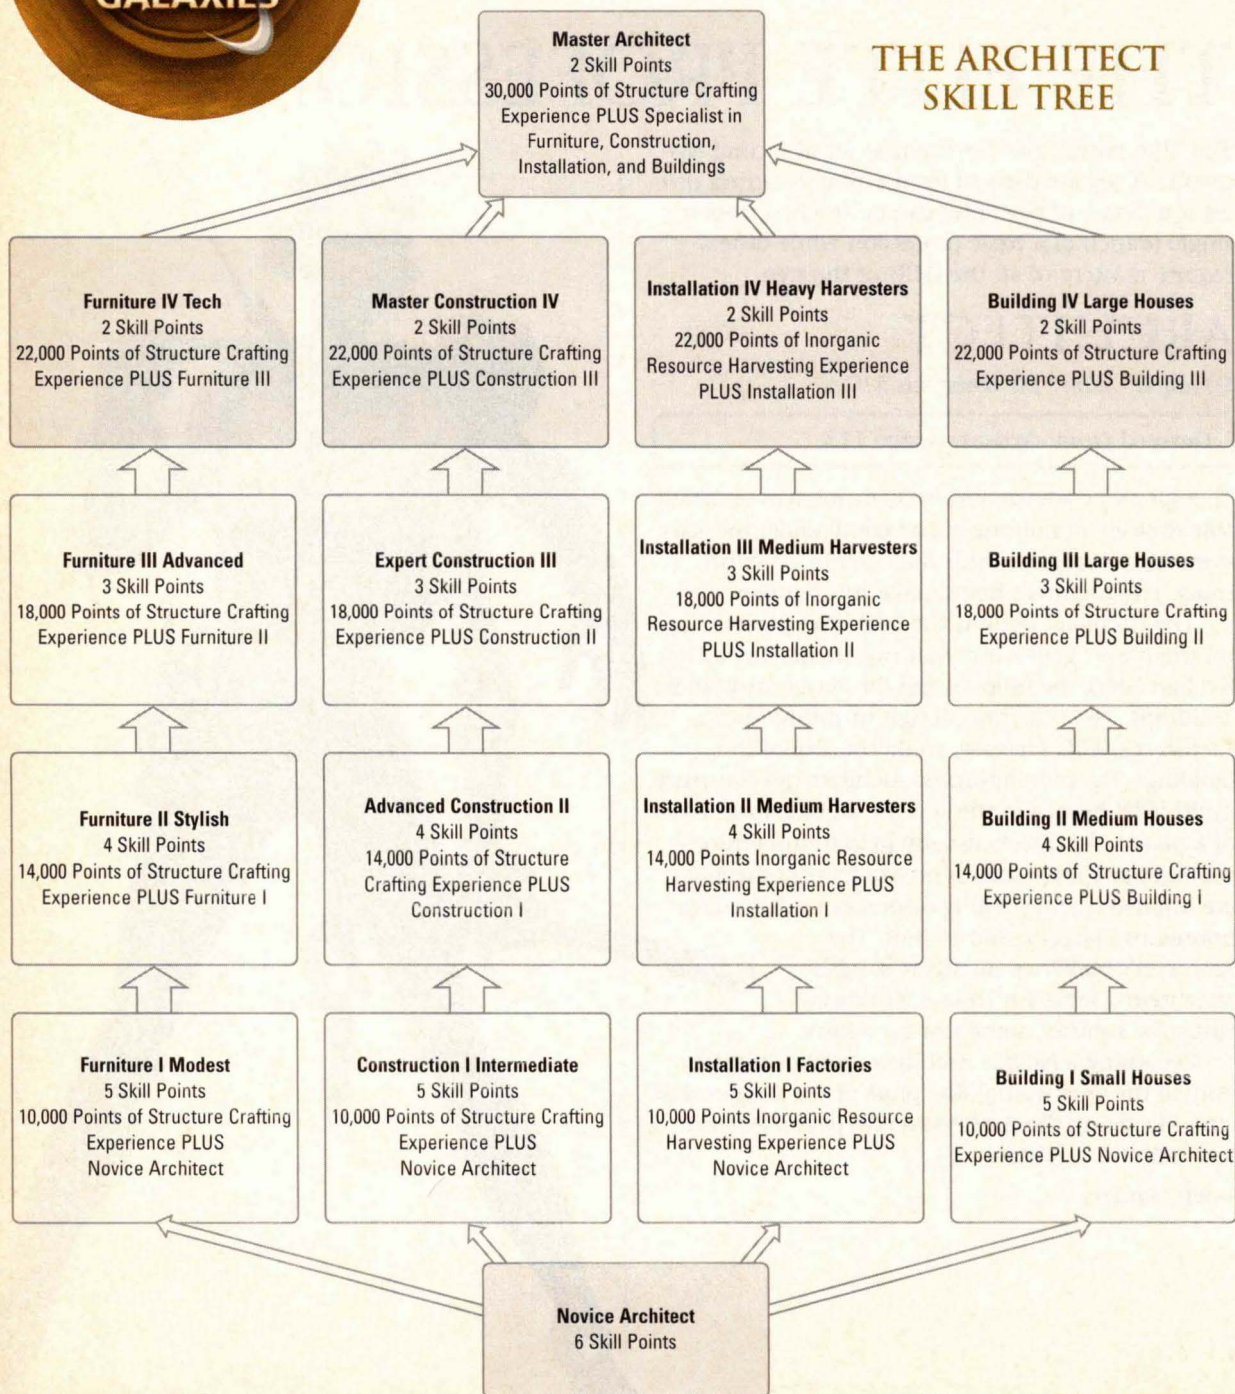 GALAXIES
THE ARCHITECT
SKILL TREE
Master Architect
2 Skill Points
30,000 Points of Structure Crafting
Experience PLUS Specialist in
Furniture, Construction,
Installation, and Buildings
Furniture IV Tech
2 Skill Points
22,000 Points of Structure Crafting
Experience PLUS Furniture III
Master Construction IV
2 Skill Points
22,000 Points of Structure Crafting
Experience PLUS Construction III
Installation IV Heavy Harvesters
2 Skill Points
22,000 Points of Inorganic
Resource Harvesting Experience
PLUS Installation III
Building IV Large Houses
2 Skill Points
22,000 Points of Structure Crafting
Experience PLUS Building III
Furniture III Advanced
3 Skill Points
18,000 Points of Structure Crafting
Experience PLUS Furniture II
Expert Construction III
3 Skill Points
18,000 Points of Structure Crafting
Experience PLUS Construction II
Installation III Medium Harvesters
3 Skill Points
18,000 Points of Inorganic
Resource Harvesting Experience
PLUS Installation II
Building III Large Houses
3 Skill Points
18,000 Points of Structure Crafting
Experience PLUS Building II
Furniture II Stylish
4 Skill Points
14,000 Points of Structure Crafting
Experience PLUS Furniture I
Advanced Construction II
4 Skill Points
14,000 Points of Structure
Crafting Experience PLUS
Construction I
Installation II Medium Harvesters
4 Skill Points
14,000 Points Inorganic Resource
Harvesting Experience PLUS
Installation I
Building II Medium Houses
4 Skill Points
14,000 Points of Structure Crafting
Experience PLUS Building I
Furniture I Modest
5 Skill Points
10,000 Points of Structure Crafting
Experience PLUS
Novice Architect
Construction I Intermediate
5 Skill Points
10,000 Points of Structure Crafting
Experience PLUS
Novice Architect
Installation I Factories
5 Skill Points
10,000 Points Inorganic Resource
Harvesting Experience PLUS
Novice Architect
Building I Small Houses
5 Skill Points
10,000 Points of Structure Crafting
Experience PLUS Novice Architect
Novice Architect
6 Skill Points